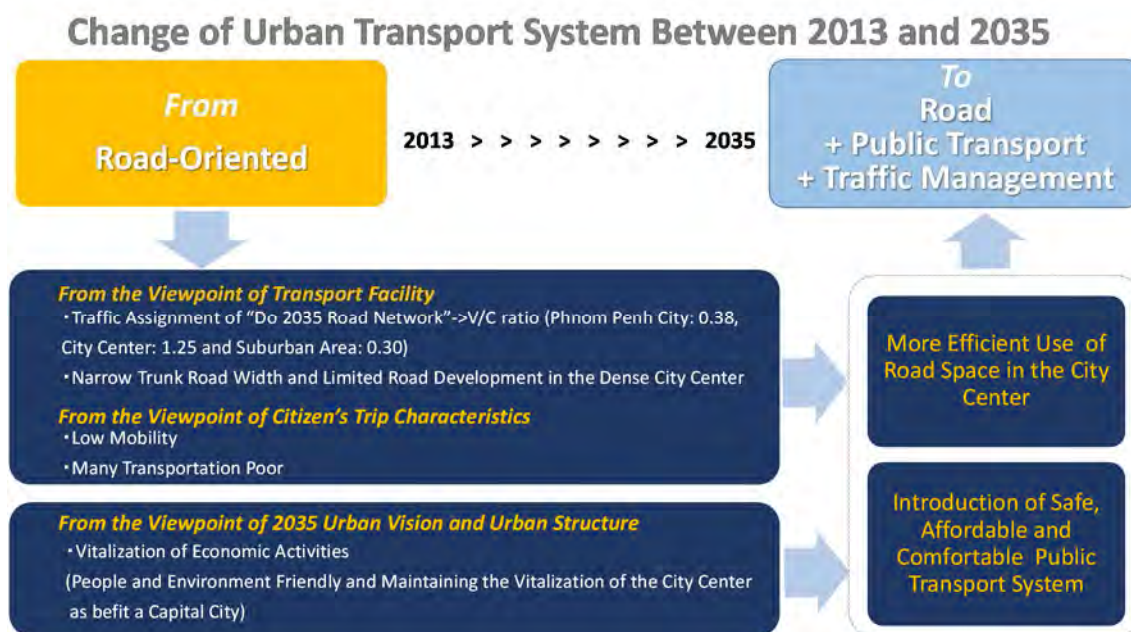 Change of Urban Transport System Between 2013 and 2035
From
Road-Oriented
2013 > > > > > > > > 2035
To
Road
+ Public Transport
+ Traffic Management
From the Viewpoint of Transport Facility
・Traffic Assignment of “Do 2035 Road Network”->V/C ratio (Phnom Penh City: 0.38,
City Center: 1.25 and Suburban Area: 0.30)
・Narrow Trunk Road Width and Limited Road Development in the Dense City Center
From the Viewpoint of Citizen’s Trip Characteristics
・Low Mobility
・Many Transportation Poor
From the Viewpoint of 2035 Urban Vision and Urban Structure
・Vitalization of Economic Activities
(People and Environment Friendly and Maintaining the Vitalization of the City Center
as befit a Capital City)
More Efficient Use of
Road Space in the City
Center
Introduction of Safe,
Affordable and
Comfortable Public
Transport System